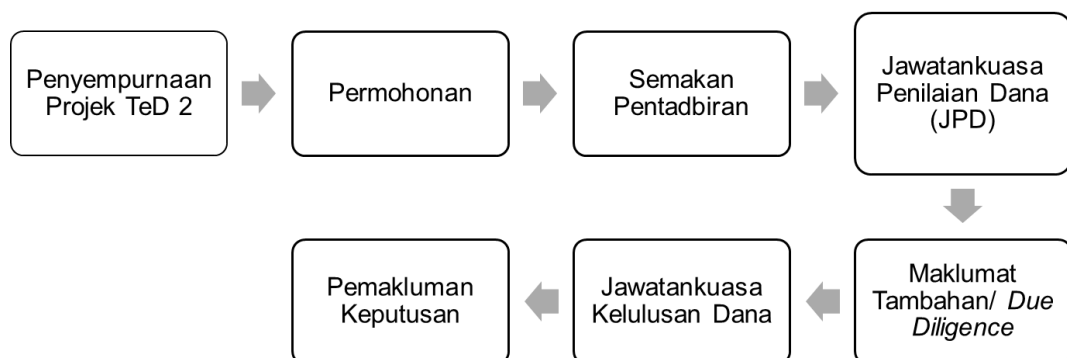 Penyempurnaan
Projek TeD 2
Permohonan
Semakan
Pentadbiran
Jawatankuasa
Penilaian Dana
(JPD)
Maklumat
Tambahan/ Due
Diligence
Jawatankuasa
Kelulusan Dana
Pemakluman
Keputusan